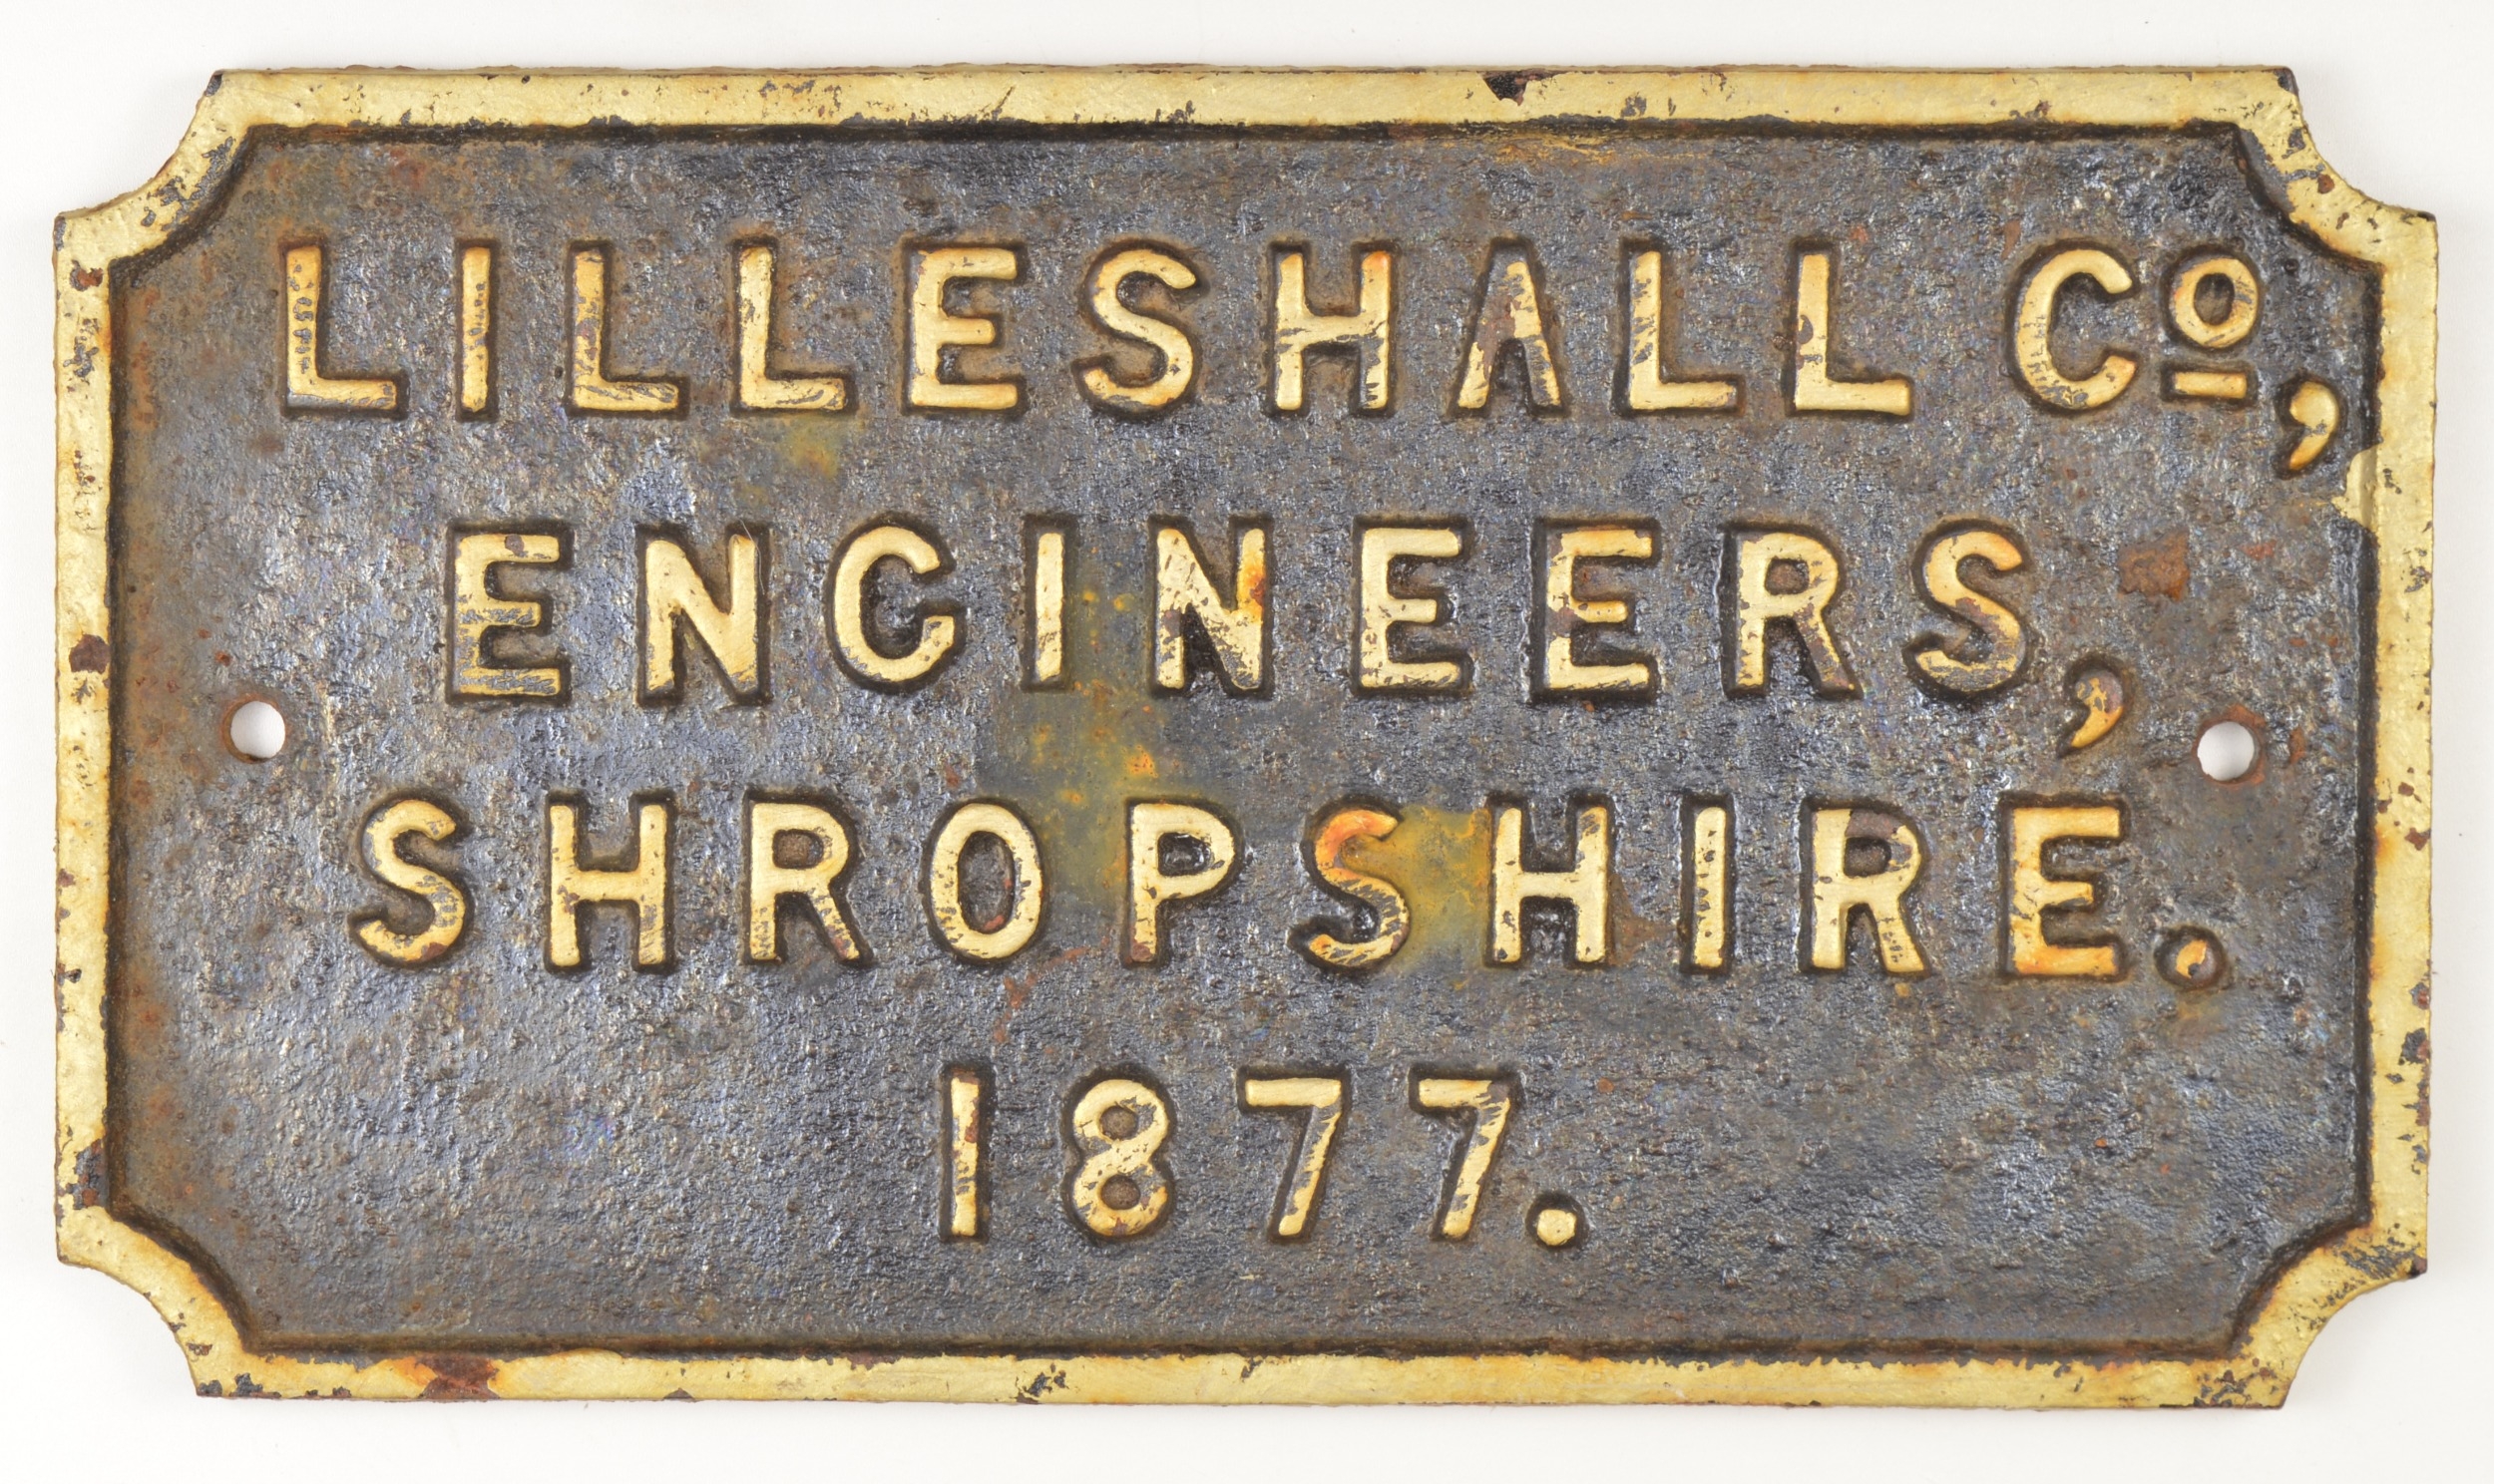 LILLESHALL Cº,
ENGINEERS,
SHROPSHIRE.
1877.